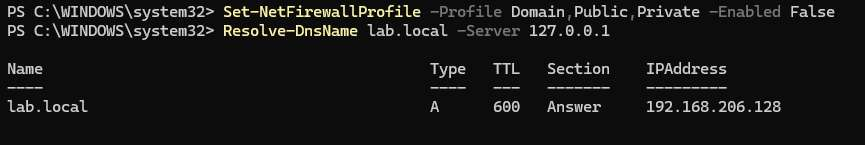 PS C:\WINDOWS\system32> Set-NetFirewallProfile -Profile Domain,Public,Private -Enabled False
PS C:\WINDOWS\system32> Resolve-DnsName lab.local -Server 127.0.0.1
Name Type TTL Section IPAddress
---- ---- --- ------- ---------
lab.local A 600 Answer 192.168.206.128